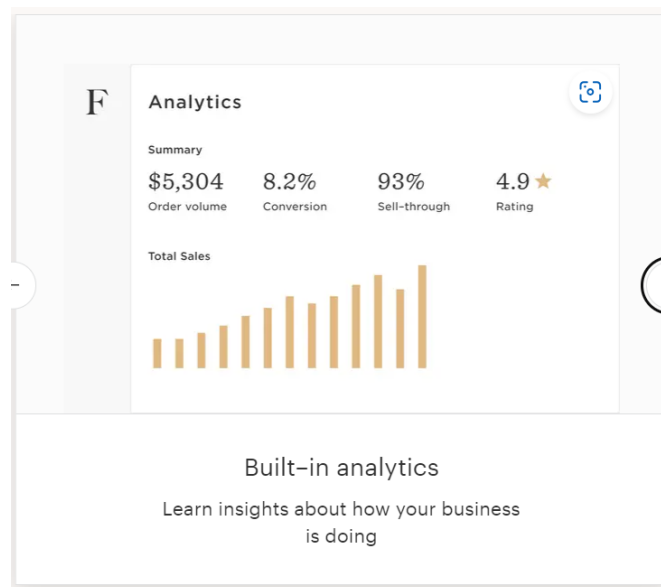 F
Analytics
Summary
$5,304 8.2% 93% 4.9 ★
Order volume Conversion Sell-through Rating
Total Sales
Built-in analytics
Learn insights about how your business
is doing